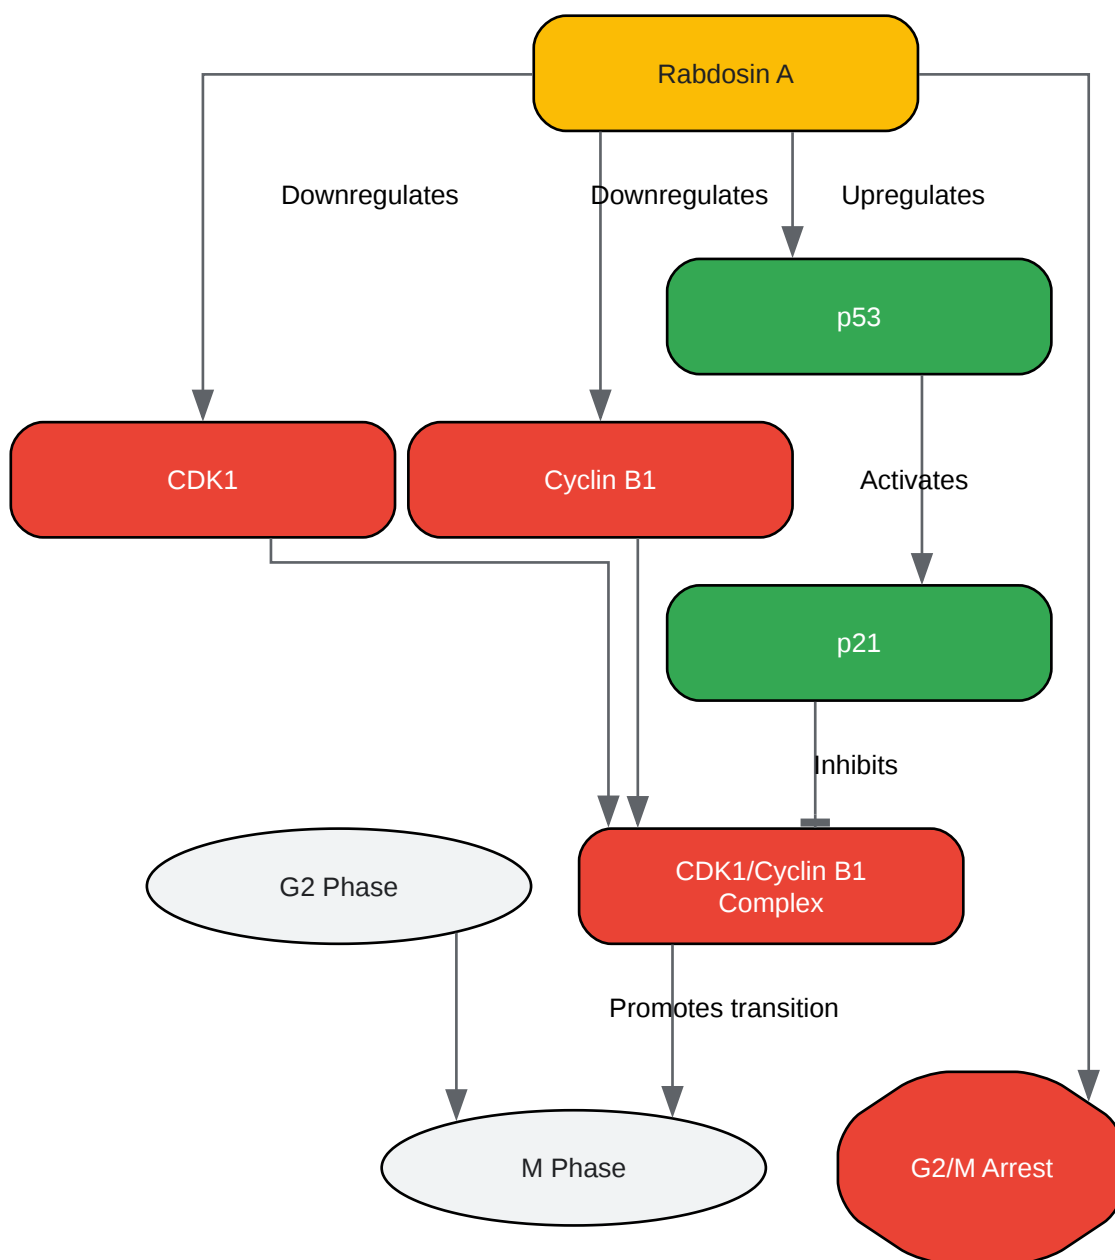 Rabdosin A
Downregulates
Downregulates
Upregulates
p53
CDK1
Cyclin B1
Activates
p21
Inhibits
G2 Phase
CDK1/Cyclin B1
Complex
Promotes transition
M Phase
G2/M Arrest